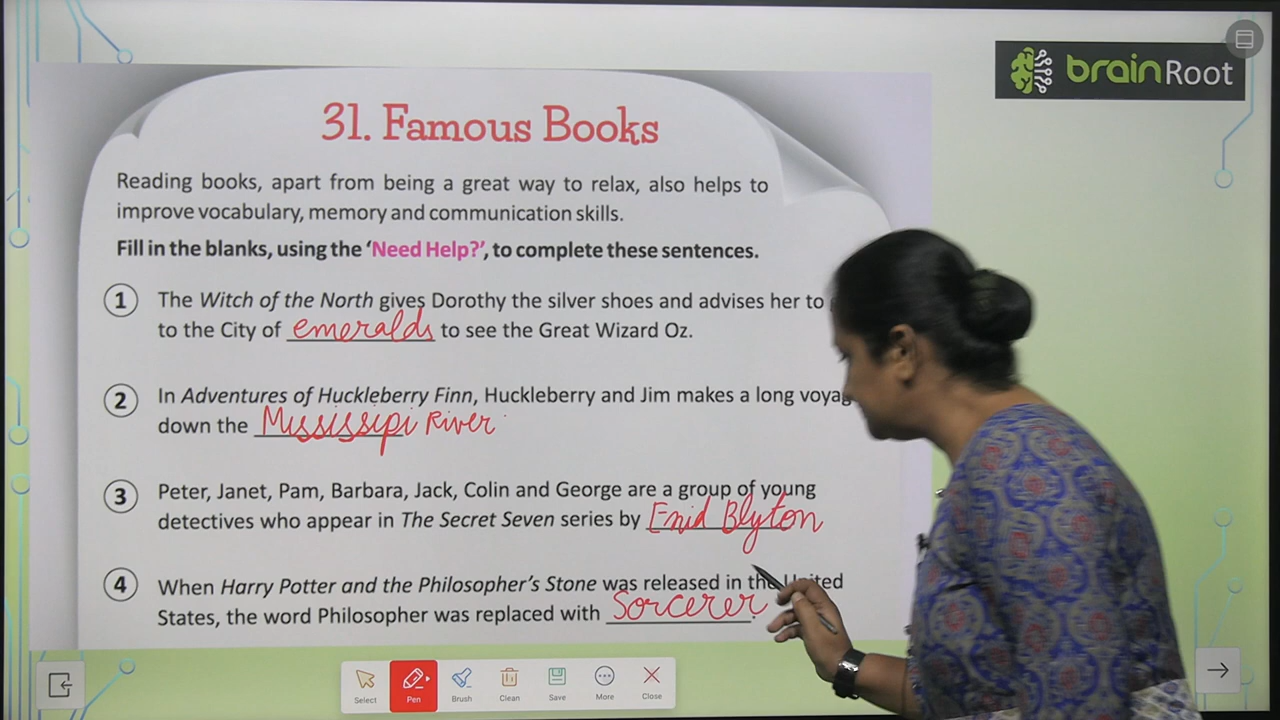 brainRoot
31. Famous Books
Reading books, apart from being a great way to relax, also helps to
improve vocabulary, memory and communication skills.
Fill in the blanks, using the ‘Need Help?’, to complete these sentences.
1 The Witch of the North gives Dorothy the silver shoes and advises her to
to the City of emeralds to see the Great Wizard Oz.
2 In Adventures of Huckleberry Finn, Huckleberry and Jim makes a long
down the Mississipi River
3 Peter, Janet, Pam, Barbara, Jack, Colin and George are a group of young
detectives who appear in The Secret Seven series by Enid Blyton
4 When Harry Potter and the Philosopher’s Stone was released in the United
States, the word Philosopher was replaced with Sorcerer.
Select Pen Brush Clean Save More Close